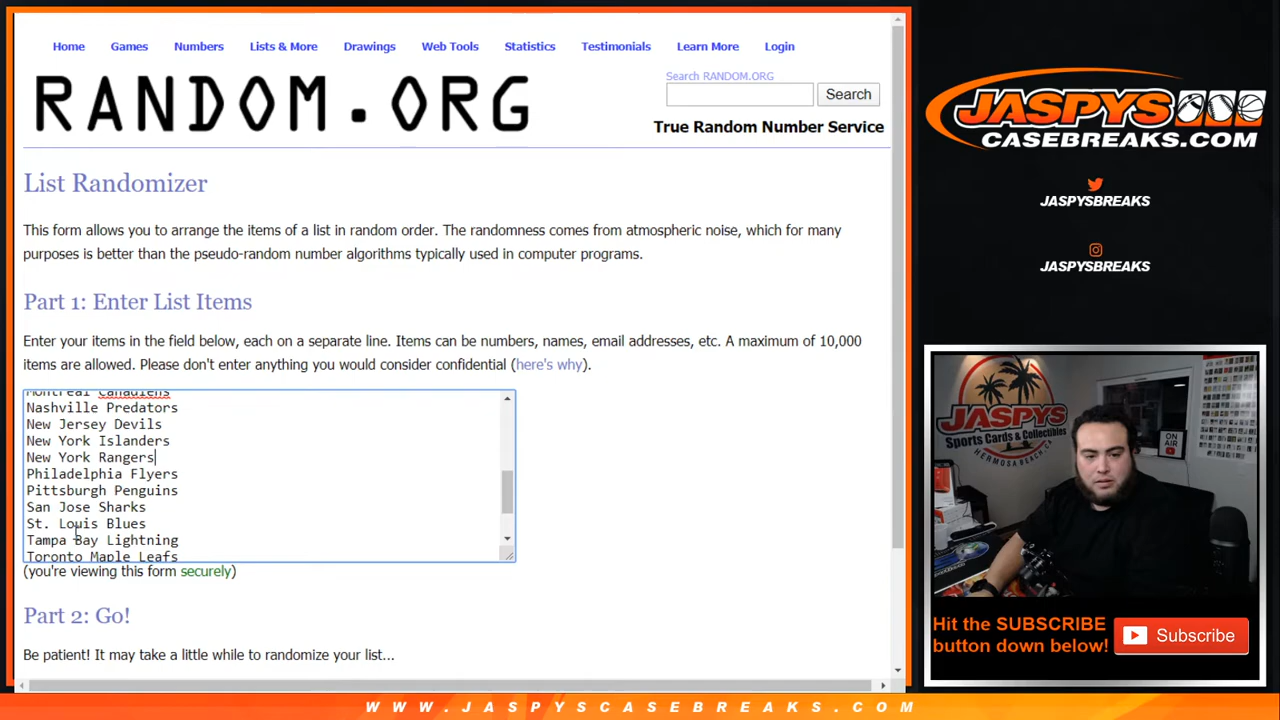 Home Games Numbers Lists & More Drawings Web Tools Statistics Testimonials Learn More Login
RANDOM.ORG
Search RANDOM.ORG
Search
True Random Number Service
List Randomizer
This form allows you to arrange the items of a list in random order. The randomness comes from atmospheric noise, which for many
purposes is better than the pseudo-random number algorithms typically used in computer programs.
Part 1: Enter List Items
Enter your items in the field below, each on a separate line. Items can be numbers, names, email addresses, etc. A maximum of 10,000
items are allowed. Please don't enter anything you would consider confidential (here's why).
Montreal Canadiens
Nashville Predators
New Jersey Devils
New York Islanders
New York Rangers
Philadelphia Flyers
Pittsburgh Penguins
San Jose Sharks
St. Louis Blues
Tampa Bay Lightning
Toronto Maple Leafs
(you're viewing this form securely)
Part 2: Go!
Be patient! It may take a little while to randomize your list...
JASPYS
CASEBREAKS.COM
JASPYSBREAKS
JASPYSBREAKS
JASPYS
Sports Cards & Collectibles
HERMOSA BEACH, CA
ON AIR
Hit the SUBSCRIBE
button down below!
Subscribe
WWW.JASPYSCASEBREAKS.COM